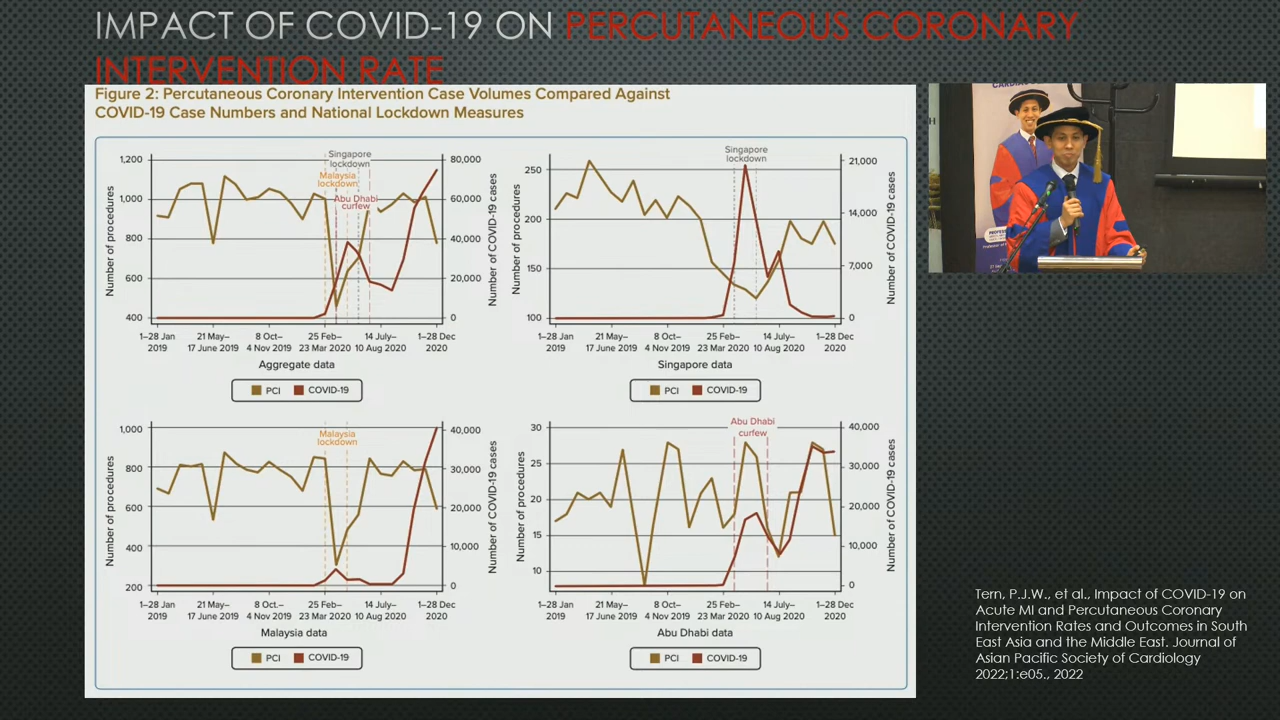 IMPACT OF COVID-19 ON PERCUTANEOUS CORONARY
INTERVENTION RATE
Figure 2: Percutaneous Coronary Intervention Case Volumes Compared Against
COVID-19 Case Numbers and National Lockdown Measures
Singapore
lockdown
Malaysia
lockdown
Abu Dhabi
curfew
Number of procedures
1,200
1,000
800
600
400
80,000
60,000
40,000
20,000
0
Number of COVID-19 cases
1–28 Jan 21 May– 8 Oct– 25 Feb– 14 July– 1–28 Dec
2019 17 June 2019 4 Nov 2019 23 Mar 2020 10 Aug 2020 2020
Aggregate data
PCI COVID-19
Singapore
lockdown
Number of procedures
250
200
150
100
21,000
14,000
7,000
0
Number of COVID-19 cases
1–28 Jan 21 May– 8 Oct– 25 Feb– 14 July– 1–28 Dec
2019 17 June 2019 4 Nov 2019 23 Mar 2020 10 Aug 2020 2020
Singapore data
PCI COVID-19
Malaysia
lockdown
Number of procedures
1,000
800
600
400
200
40,000
30,000
20,000
10,000
0
Number of COVID-19 cases
1–28 Jan 21 May– 8 Oct.– 25 Feb– 14 July– 1–28 Dec
2019 17 June 2019 4 Nov 2019 23 Mar 2020 10 Aug 2020 2020
Malaysia data
PCI COVID-19
Abu Dhabi
curfew
Number of procedures
30
25
20
15
10
40,000
30,000
20,000
10,000
0
Number of COVID-19 cases
1–28 Jan 21 May– 8 Oct– 25 Feb– 14 July– 1–28 Dec
2019 17 June 2019 4 Nov 2019 23 Mar 2020 10 Aug 2020 2020
Abu Dhabi data
PCI COVID-19
Tern, P.J.W., et al., Impact of COVID-19 on
Acute MI and Percutaneous Coronary
Intervention Rates and Outcomes in South
East Asia and the Middle East. Journal of
Asian Pacific Society of Cardiology
2022;1:e05., 2022